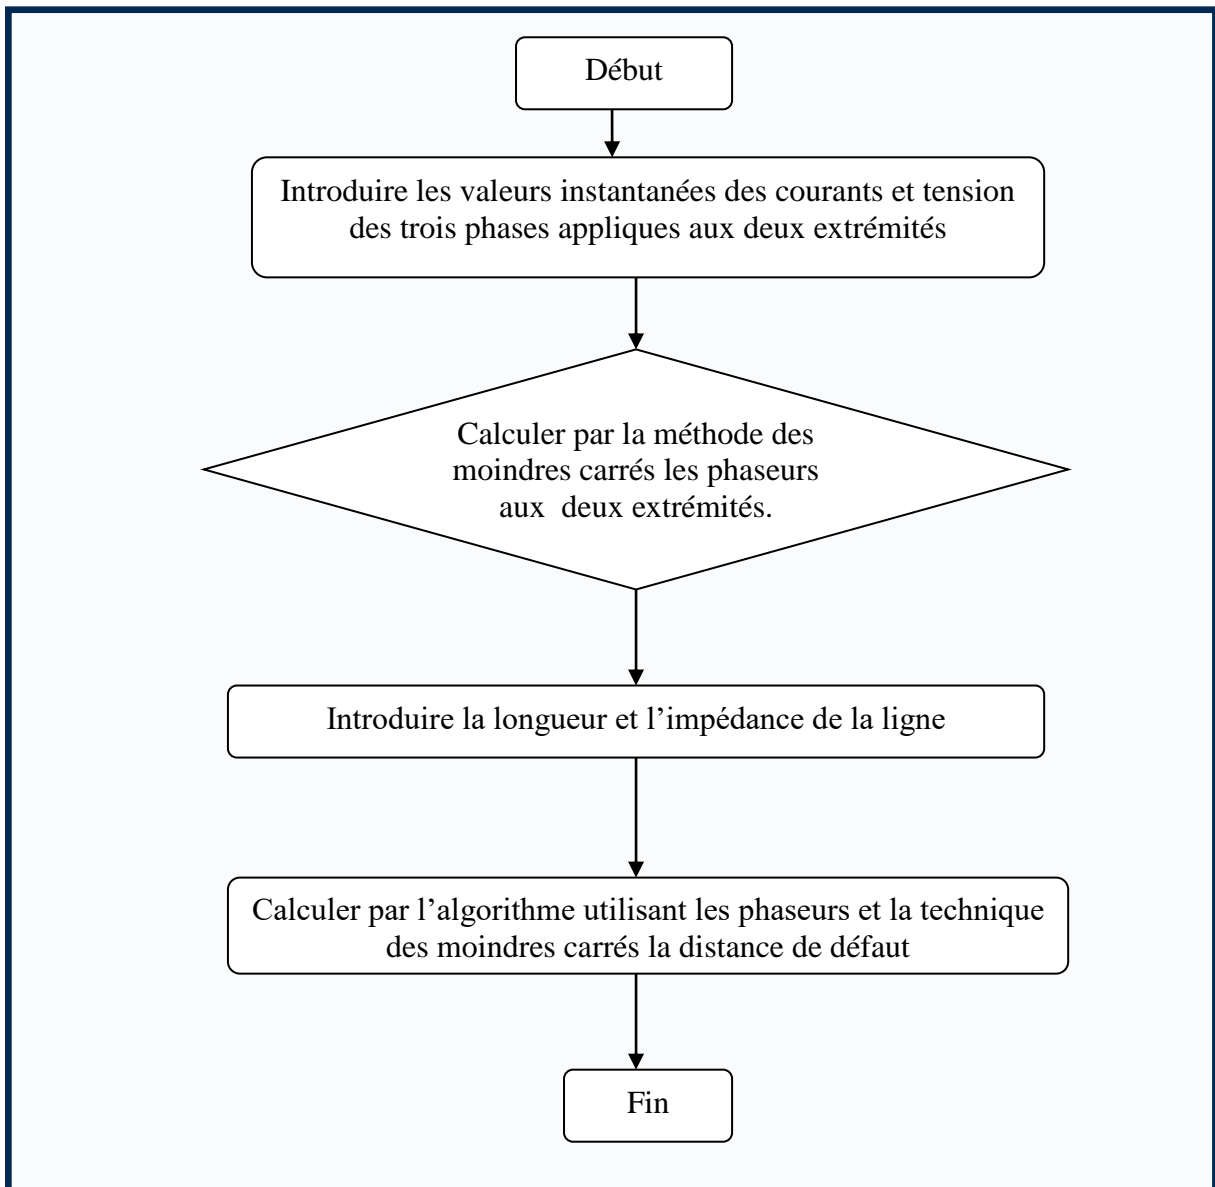 Début
Introduire les valeurs instantanées des courants et tension
des trois phases appliques aux deux extrémités
Calculer par la méthode des
moindres carrés les phaseurs
aux  deux extrémités.
Introduire la longueur et l’impédance de la ligne
Calculer par l’algorithme utilisant les phaseurs et la technique
des moindres carrés la distance de défaut
Fin